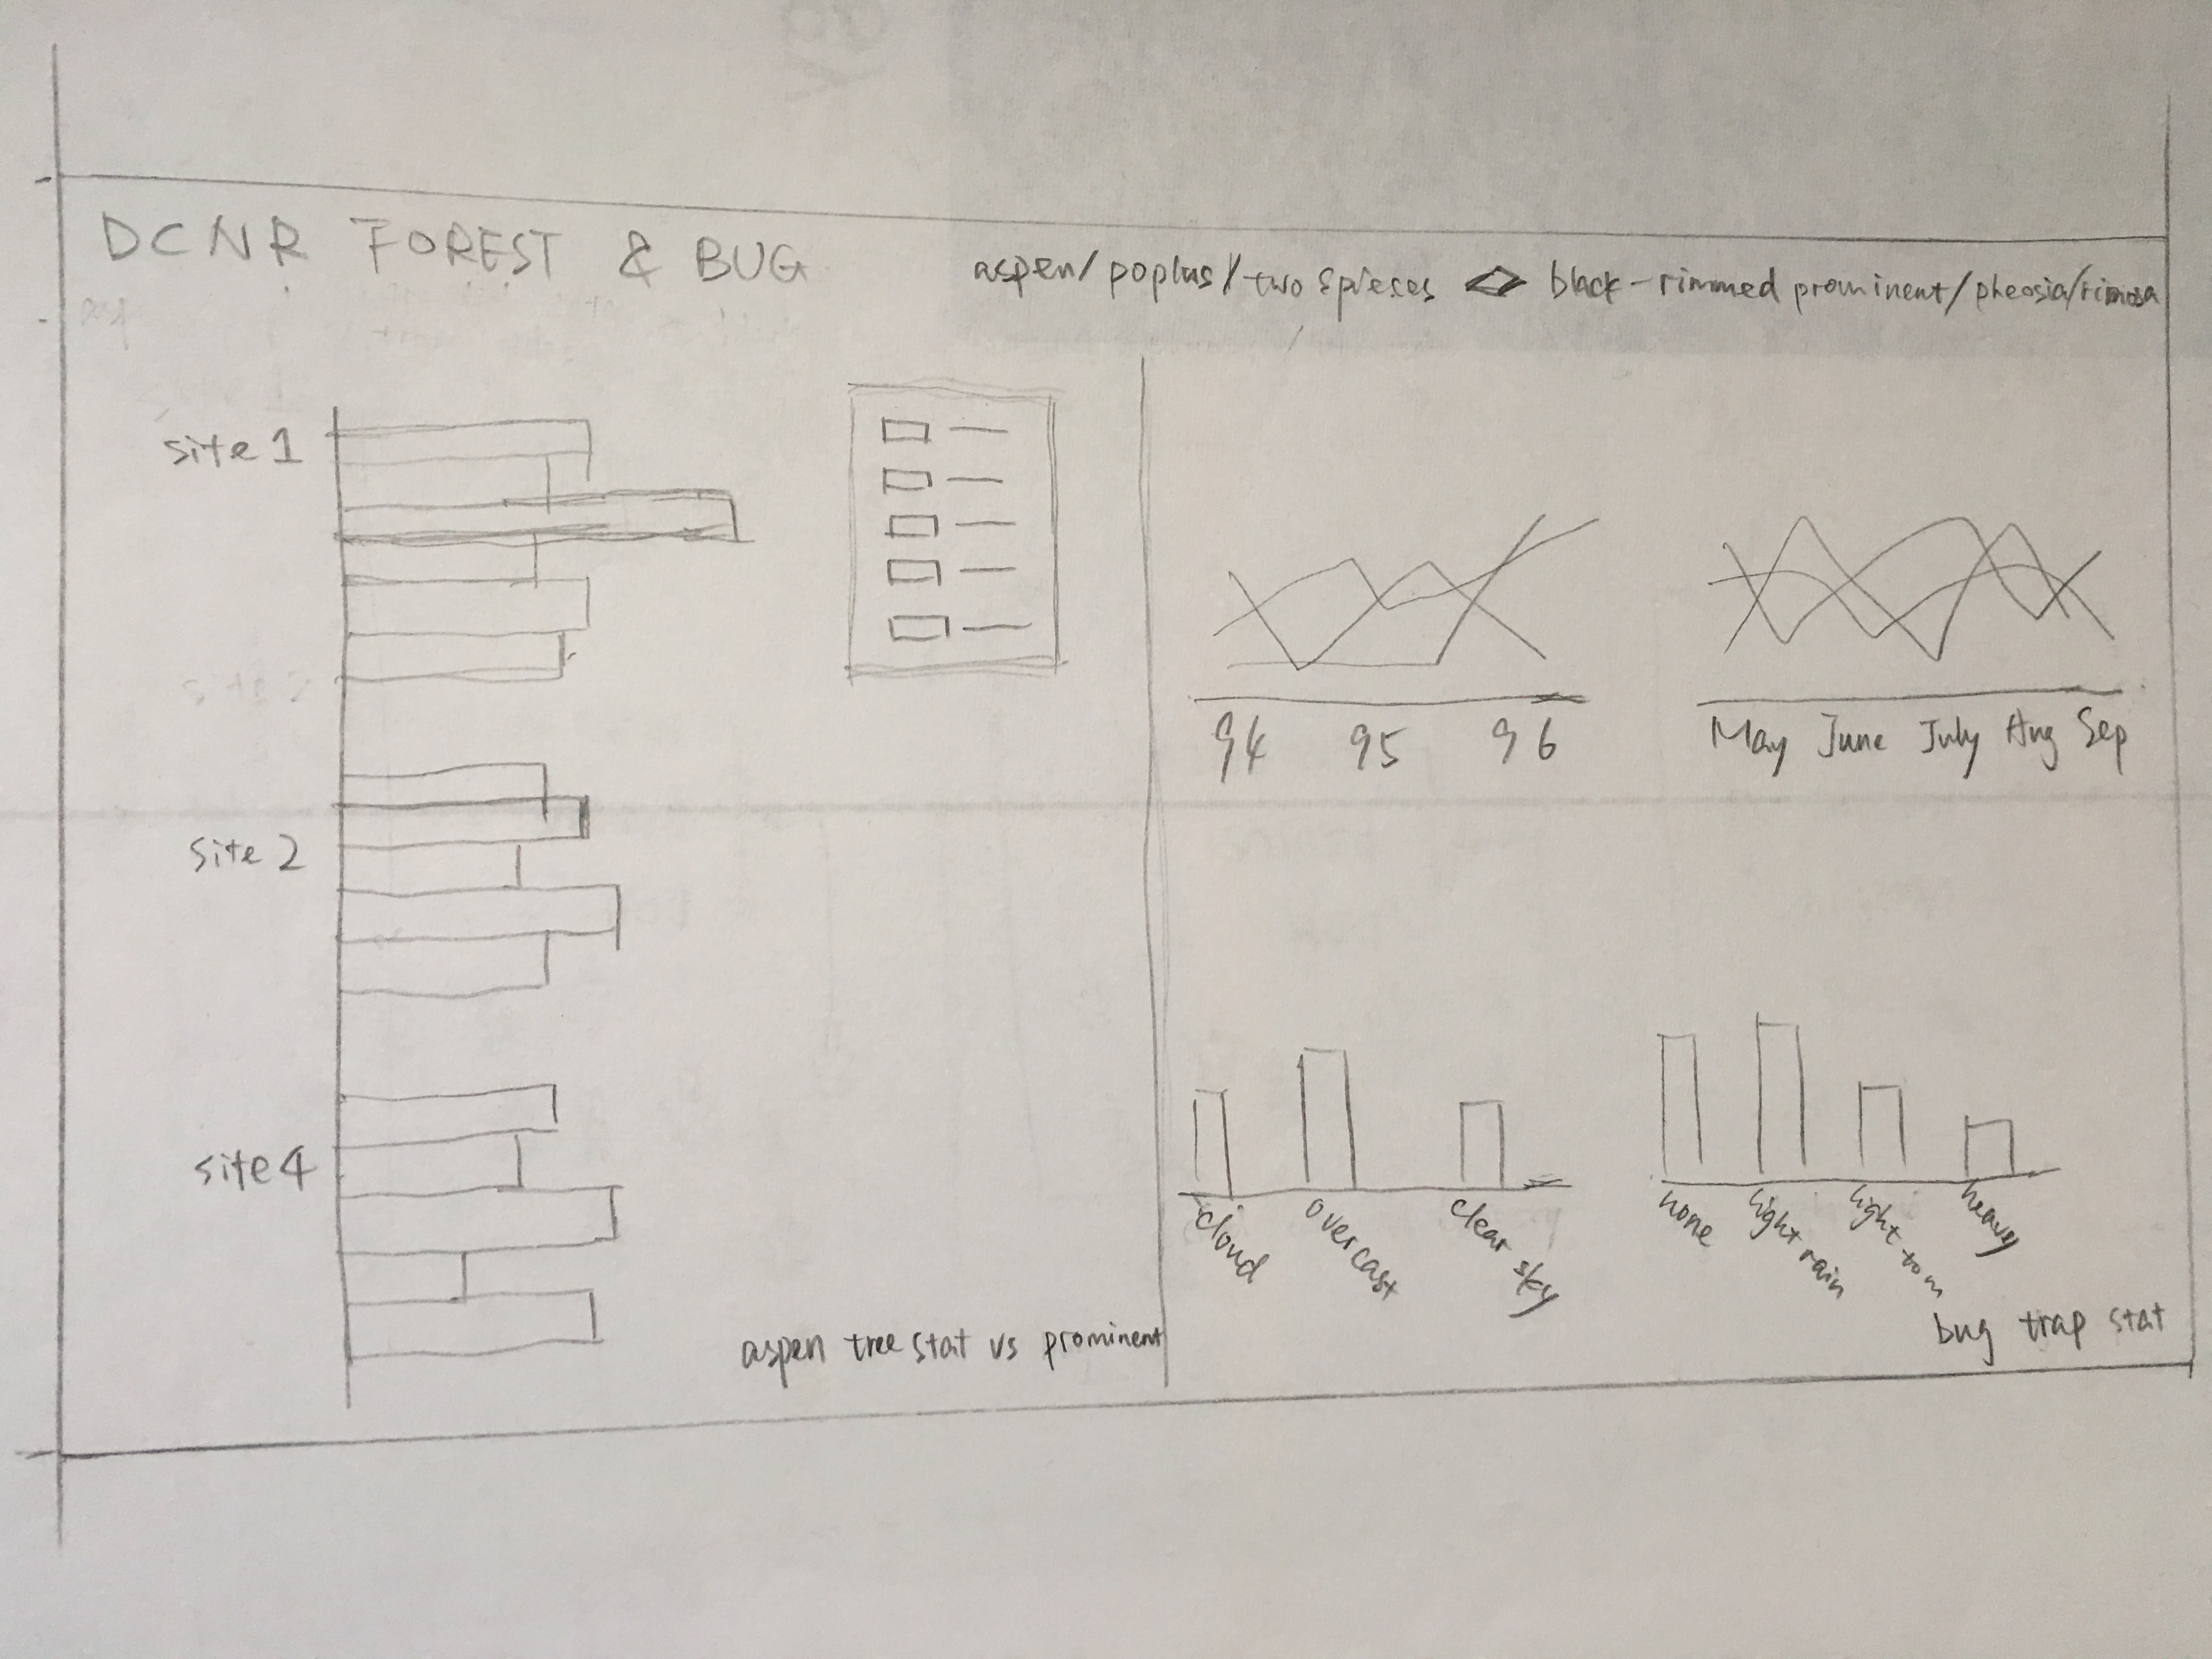 DCNR FOREST & BUG
aspen/poplus/two spieses <> black-rimmed prominent/pheosia/rimosa
site 1
site 2
site 4
aspen tree stat vs prominent
94 95 96
May June July Aug Sep
cloud overcast clear sky
none light rain light to m heavy
bug trap stat